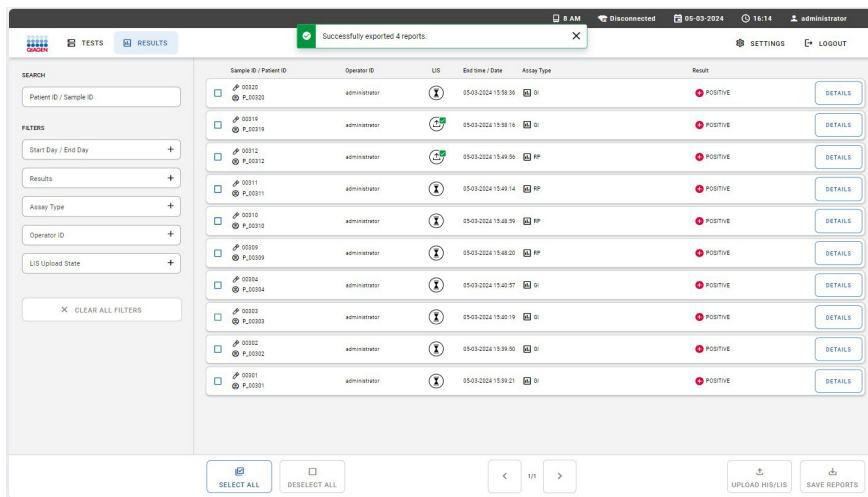 8 AM Disconnected 05-03-2024 16:14 administrator
QIAGEN TESTS RESULTS Successfully exported 4 reports. SETTINGS LOGOUT
SEARCH
Patient ID / Sample ID
FILTERS
Start Day / End Day +
Results +
Assay Type +
Operator ID +
LIS Upload State +
CLEAR ALL FILTERS
Sample ID / Patient ID Operator ID LIS End time / Date Assay Type Result
00320
P_00320 administrator 05-03-2024 15:58:36 GI POSITIVE DETAILS
00319
P_00319 administrator 05-03-2024 15:58:16 GI POSITIVE DETAILS
00312
P_00312 administrator 05-03-2024 15:49:56 RP POSITIVE DETAILS
00311
P_00311 administrator 05-03-2024 15:49:14 RP POSITIVE DETAILS
00310
P_00310 administrator 05-03-2024 15:48:59 RP POSITIVE DETAILS
00309
P_00309 administrator 05-03-2024 15:48:20 RP POSITIVE DETAILS
00304
P_00304 administrator 05-03-2024 15:40:57 GI POSITIVE DETAILS
00303
P_00303 administrator 05-03-2024 15:40:19 GI POSITIVE DETAILS
00302
P_00302 administrator 05-03-2024 15:39:50 GI POSITIVE DETAILS
00301
P_00301 administrator 05-03-2024 15:39:21 GI POSITIVE DETAILS
SELECT ALL DESELECT ALL < 1/1 > UPLOAD HIS/LIS SAVE REPORTS